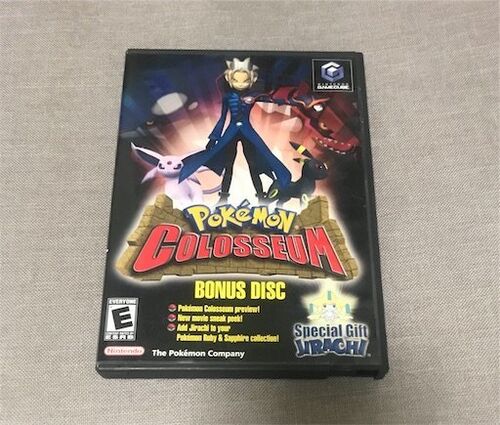 NINTENDO
GAMECUBE
POKéMON
COLOSSEUM
BONUS DISC
Pokémon Colosseum preview!
New movie sneak peek!
Add Jirachi to your
Pokémon Ruby & Sapphire collection!
Special Gift
JIRACHI
EVERYONE
E
ESRB
Nintendo
The Pokémon Company